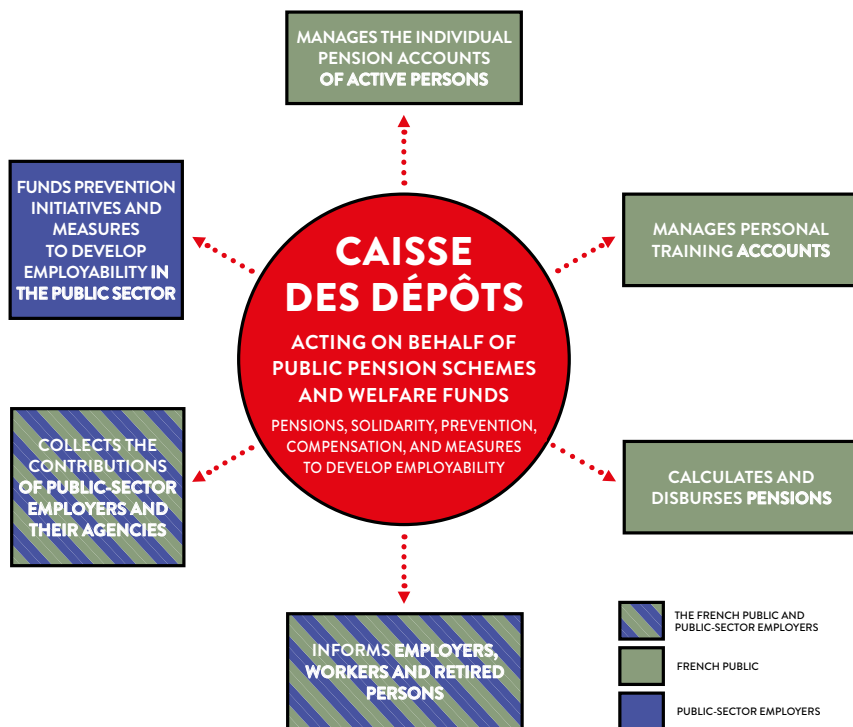 MANAGES THE INDIVIDUAL
PENSION ACCOUNTS
OF ACTIVE PERSONS
FUNDS PREVENTION
INITIATIVES AND
MEASURES
TO DEVELOP
EMPLOYABILITY IN
THE PUBLIC SECTOR
MANAGES PERSONAL
TRAINING ACCOUNTS
CAISSE
DES DÉPÔTS
ACTING ON BEHALF OF
PUBLIC PENSION SCHEMES
AND WELFARE FUNDS
PENSIONS, SOLIDARITY, PREVENTION,
COMPENSATION, AND MEASURES
TO DEVELOP EMPLOYABILITY
COLLECTS THE
CONTRIBUTIONS
OF PUBLIC-SECTOR
EMPLOYERS AND
THEIR AGENCIES
CALCULATES AND
DISBURSES PENSIONS
INFORMS EMPLOYERS,
WORKERS AND RETIRED
PERSONS
THE FRENCH PUBLIC AND
PUBLIC-SECTOR EMPLOYERS
FRENCH PUBLIC
PUBLIC-SECTOR EMPLOYERS